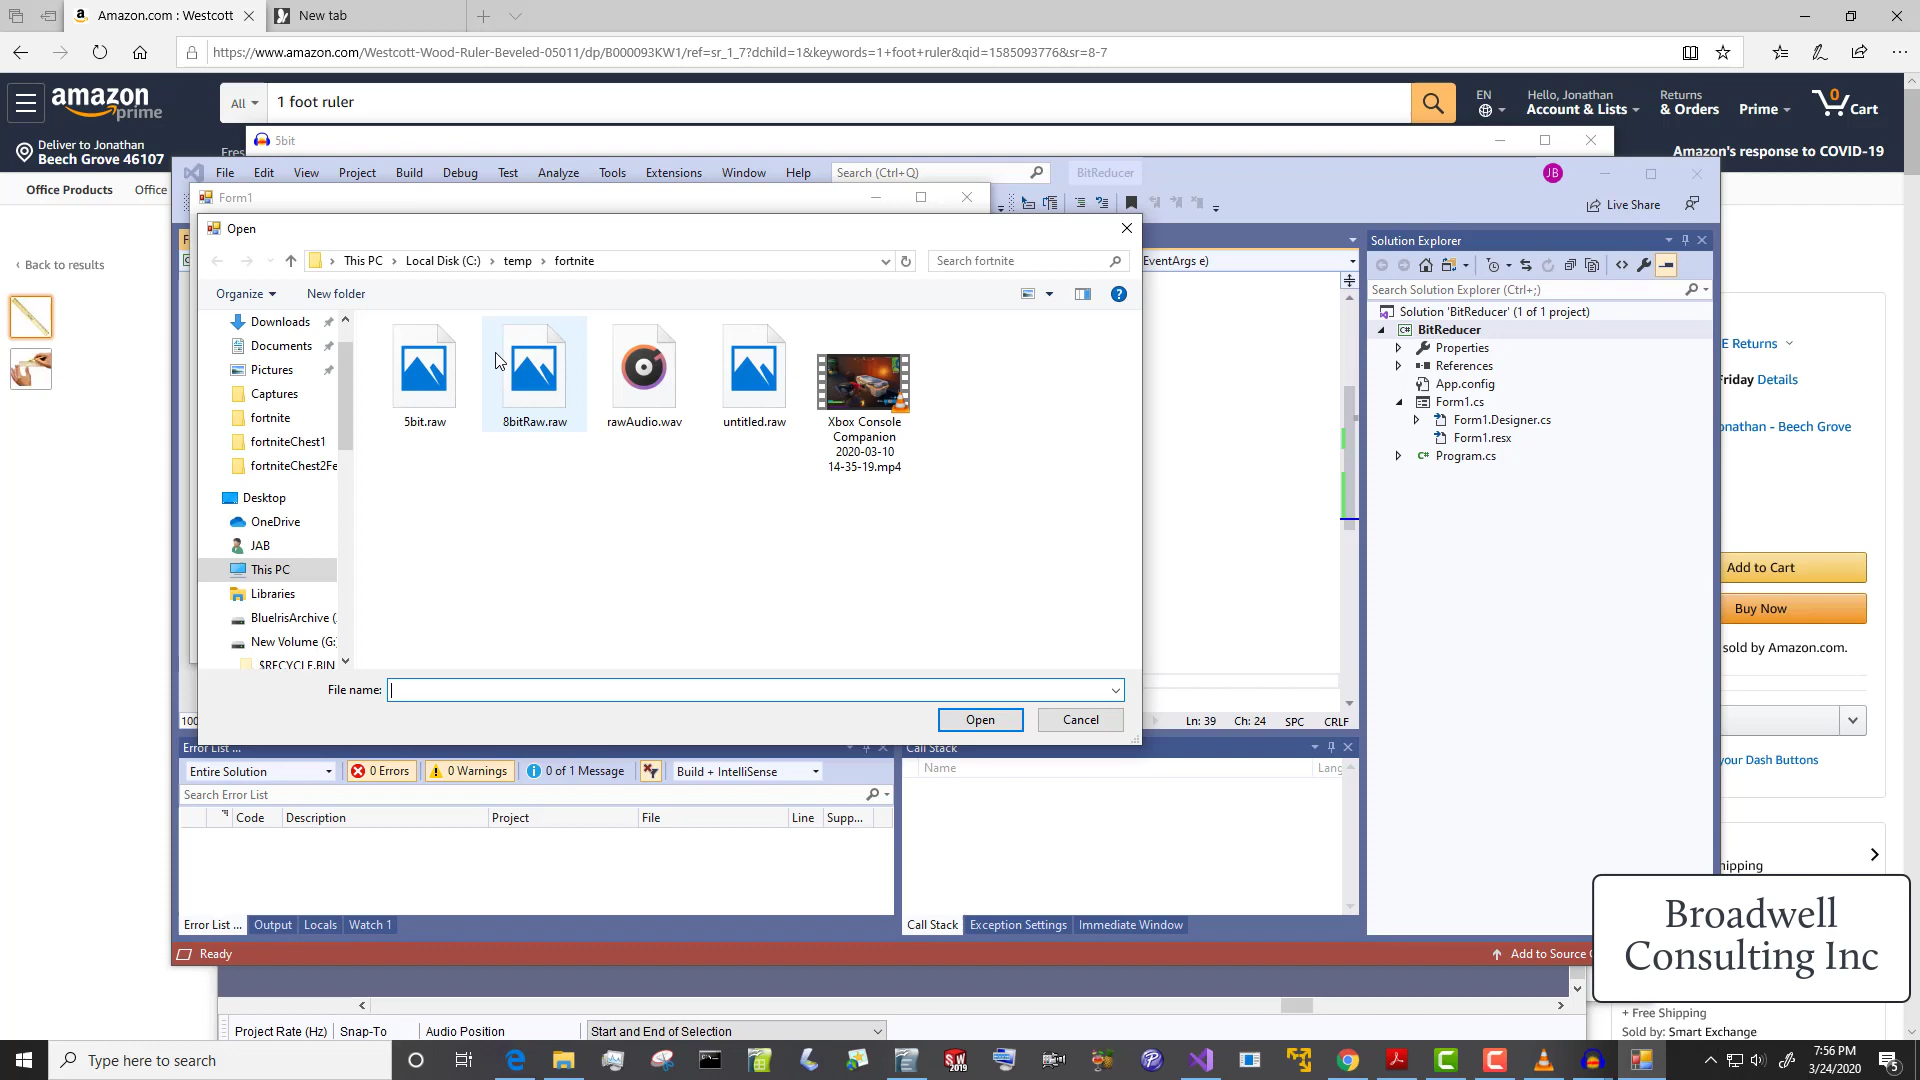 Amazon.com : Westcott
New tab
https://www.amazon.com/Westcott-Wood-Ruler-Beveled-05011/dp/B000093KW1/ref=sr_1_7?dchild=1&keywords=1+foot+ruler&qid=1585093776&sr=8-7
amazon
prime
All
1 foot ruler
EN
Hello, Jonathan
Account & Lists
Returns
& Orders
Prime
0
Cart
Deliver to Jonathan
Beech Grove 46107
Fres
5bit
Amazon's response to COVID-19
Office Products
Office
File
Edit
View
Project
Build
Debug
Test
Analyze
Tools
Extensions
Window
Help
Search (Ctrl+Q)
BitReducer
JB
Form1
Live Share
Open
EventArgs e)
Solution Explorer
This PC
Local Disk (C:)
temp
fortnite
Search fortnite
Back to results
Organize
New folder
Search Solution Explorer (Ctrl+;)
Solution 'BitReducer' (1 of 1 project)
BitReducer
Properties
References
App.config
Form1.cs
Form1.Designer.cs
Form1.resx
Program.cs
Downloads
Documents
Pictures
Captures
fortnite
fortniteChest1
fortniteChest2Fe
Desktop
OneDrive
JAB
This PC
Libraries
BlueIrisArchive (
New Volume (G:
$RECYCLE.BIN
5bit.raw
8bitRaw.raw
rawAudio.wav
untitled.raw
Xbox Console
Companion
2020-03-10
14-35-19.mp4
E Returns
Friday Details
onathan - Beech Grove
Add to Cart
Buy Now
sold by Amazon.com.
your Dash Buttons
File name:
Open
Cancel
100
Ln: 39
Ch: 24
SPC
CRLF
Error List ...
Call Stack
Entire Solution
0 Errors
0 Warnings
0 of 1 Message
Build + IntelliSense
Name
Lang
Search Error List
Code
Description
Project
File
Line
Supp...
hipping
Error List ...
Output
Locals
Watch 1
Call Stack
Exception Settings
Immediate Window
Ready
Add to Source C
Broadwell
Consulting Inc
+ Free Shipping
Sold by: Smart Exchange
Project Rate (Hz)
Snap-To
Audio Position
Start and End of Selection
Type here to search
SW
2019
7:56 PM
3/24/2020
5